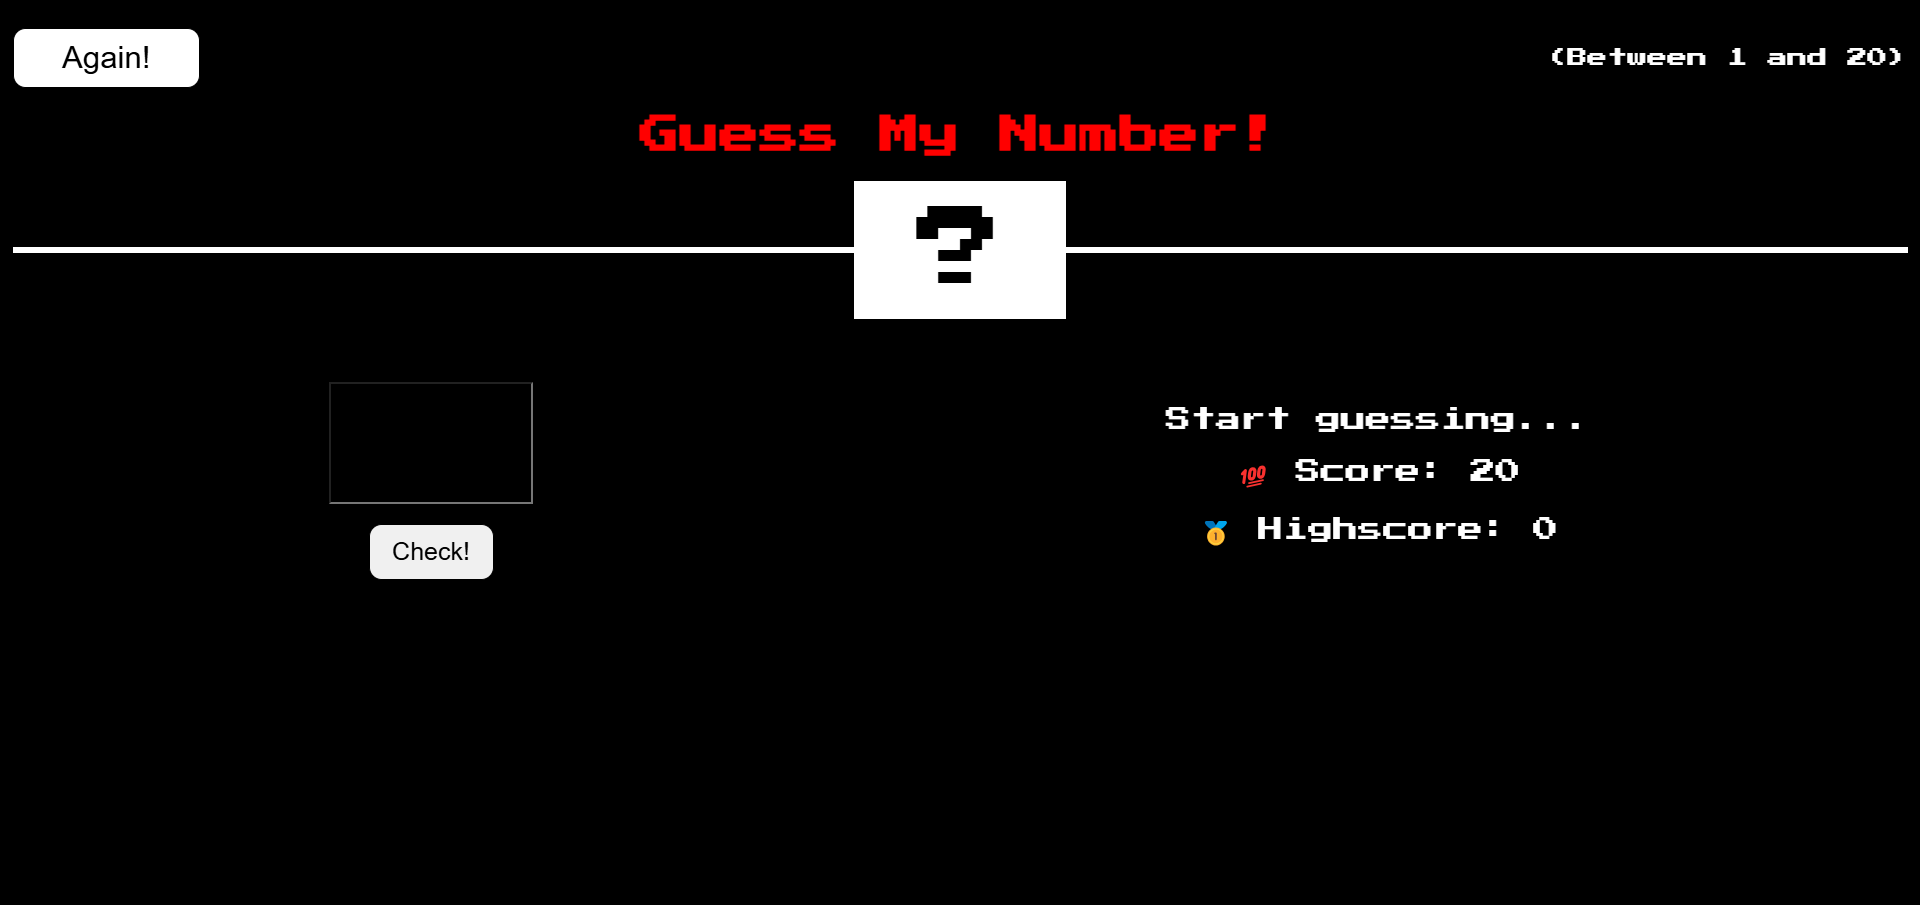 Again!
(Between 1 and 20)
Guess My Number!
?
Start guessing...
💯 Score: 20
🥇 Highscore: 0
Check!